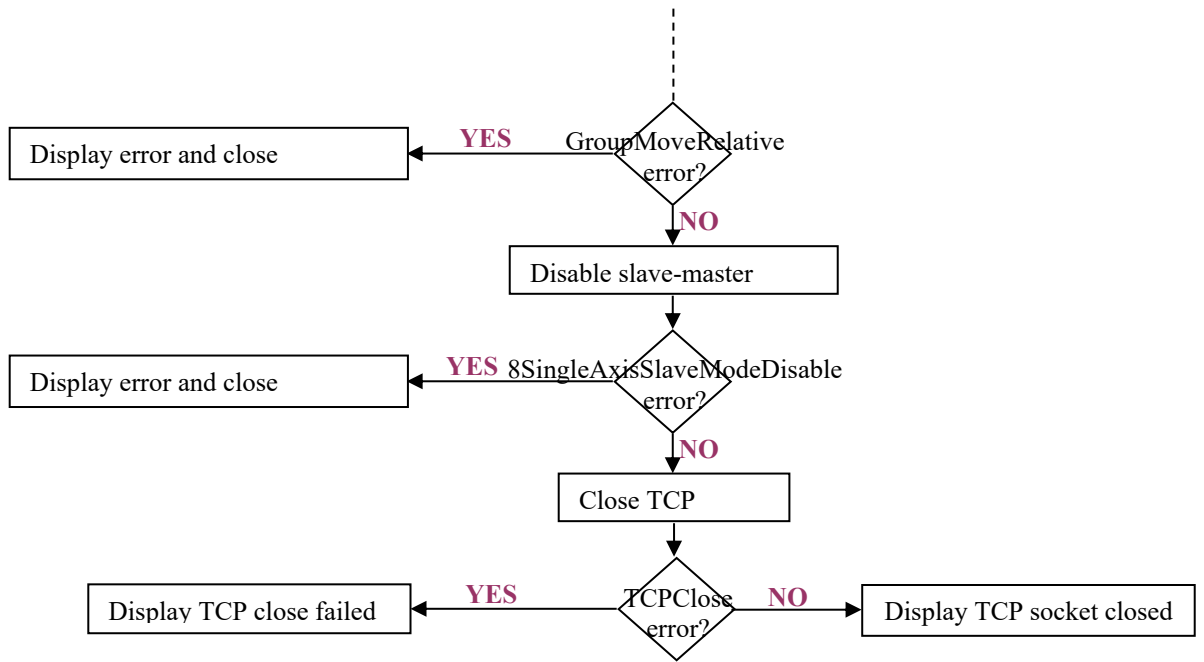 GroupMoveRelative
error?
YES
Display error and close
NO
Disable slave-master
8SingleAxisSlaveModeDisable
error?
YES
Display error and close
NO
Close TCP
TCPClose
error?
YES
NO
Display TCP close failed
Display TCP socket closed